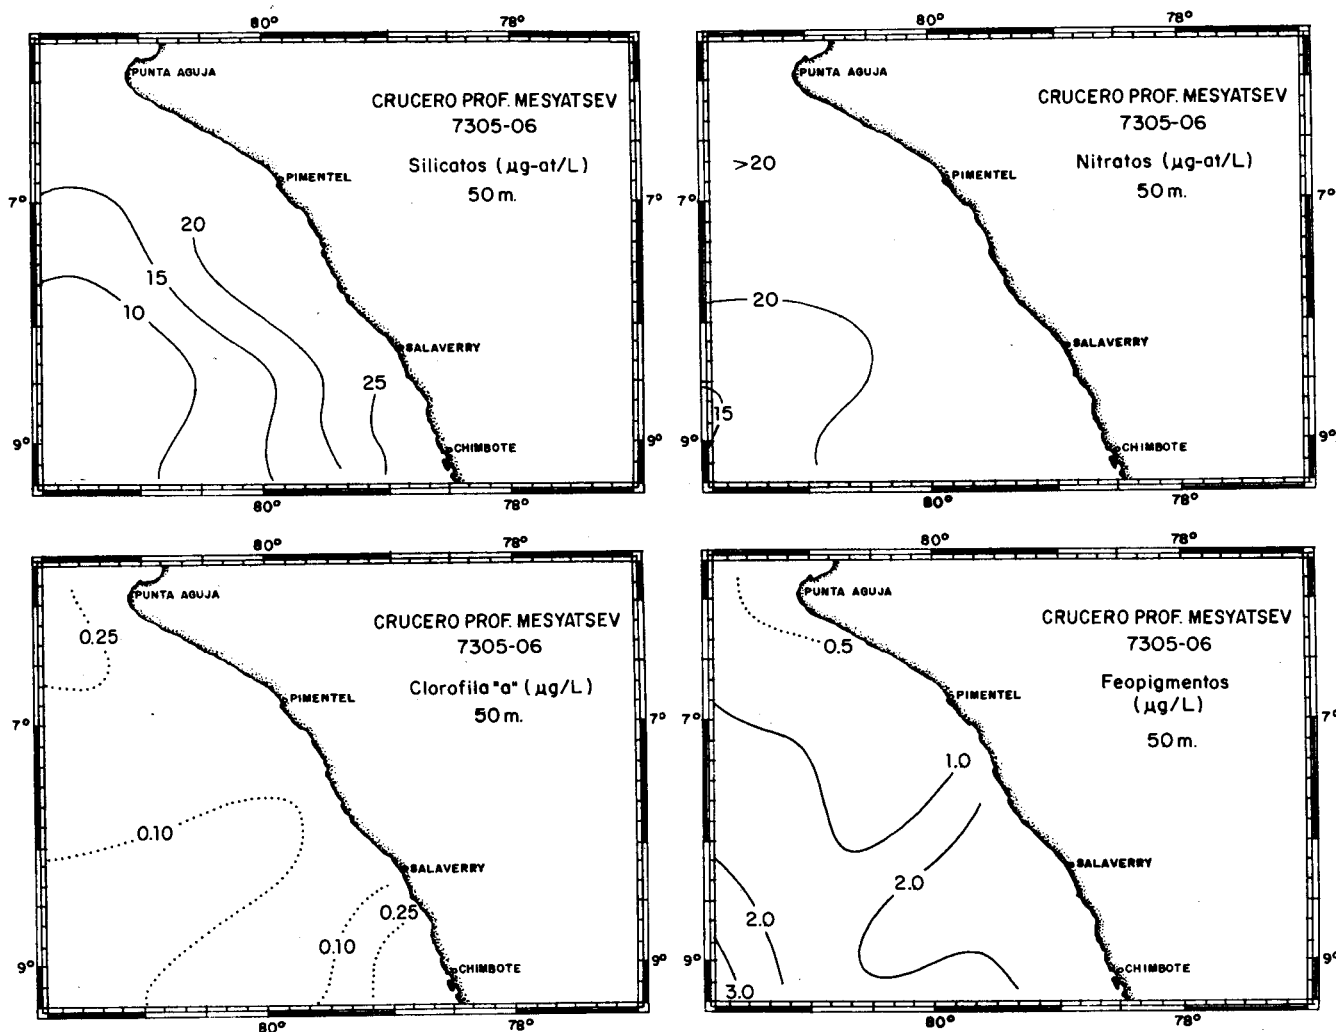 80°
78°
PUNTA AGUJA
CRUCERO PROF. MESYATSEV
7305-06
Silicatos (µg-at/L)
50 m.
PIMENTEL
7°
7°
20
15
10
SALAVERRY
25
9°
9°
CHIMBOTE
78°
80°
78°
PUNTA AGUJA
CRUCERO PROF. MESYATSEV
7305-06
>20
Nitratos (µg-at/L)
50 m.
PIMENTEL
7°
7°
20
SALAVERRY
15
9°
9°
CHIMBOTE
80°
78°
80°
78°
PUNTA AGUJA
CRUCERO PROF. MESYATSEV
7305-06
0.25
Clorofila "a" (µg/L)
50 m.
PIMENTEL
7°
0.10
SALAVERRY
0.25
0.10
9°
CHIMBOTE
80°
78°
80°
78°
PUNTA AGUJA
CRUCERO PROF. MESYATSEV
7305-06
0.5
Feopigmentos
(µg/L)
50 m.
PIMENTEL
7°
7°
1.0
SALAVERRY
2.0
2.0
3.0
9°
9°
CHIMBOTE
80°
78°